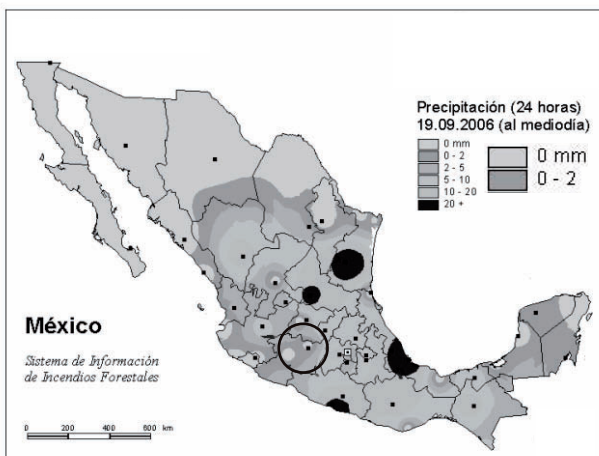 Precipitación (24 horas)
19.09.2006 (al mediodía)
0 mm
0 - 2
2 - 5
5 - 10
10 - 20
20 +
0 mm
0 - 2
México
Sistema de Información
de Incendios Forestales
0 200 400 600 km